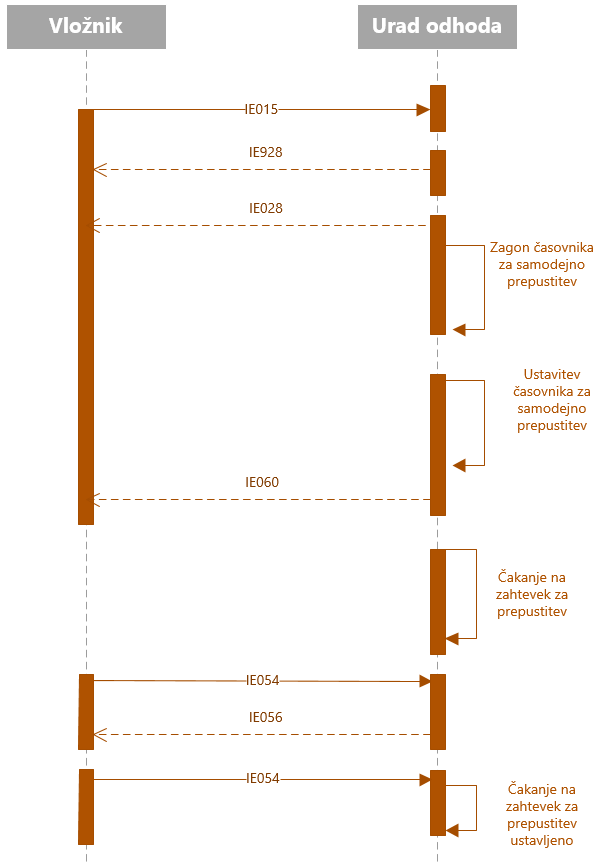 Vložnik
Urad odhoda
IE015
IE928
IE028
Zagon časovnika
za samodejno
prepustitev
Ustavitev
časovnika za
samodejno
prepustitev
IE060
Čakanje na
zahtevek za
prepustitev
IE054
IE056
IE054
Čakanje na
zahtevek za
prepustitev
ustavljeno